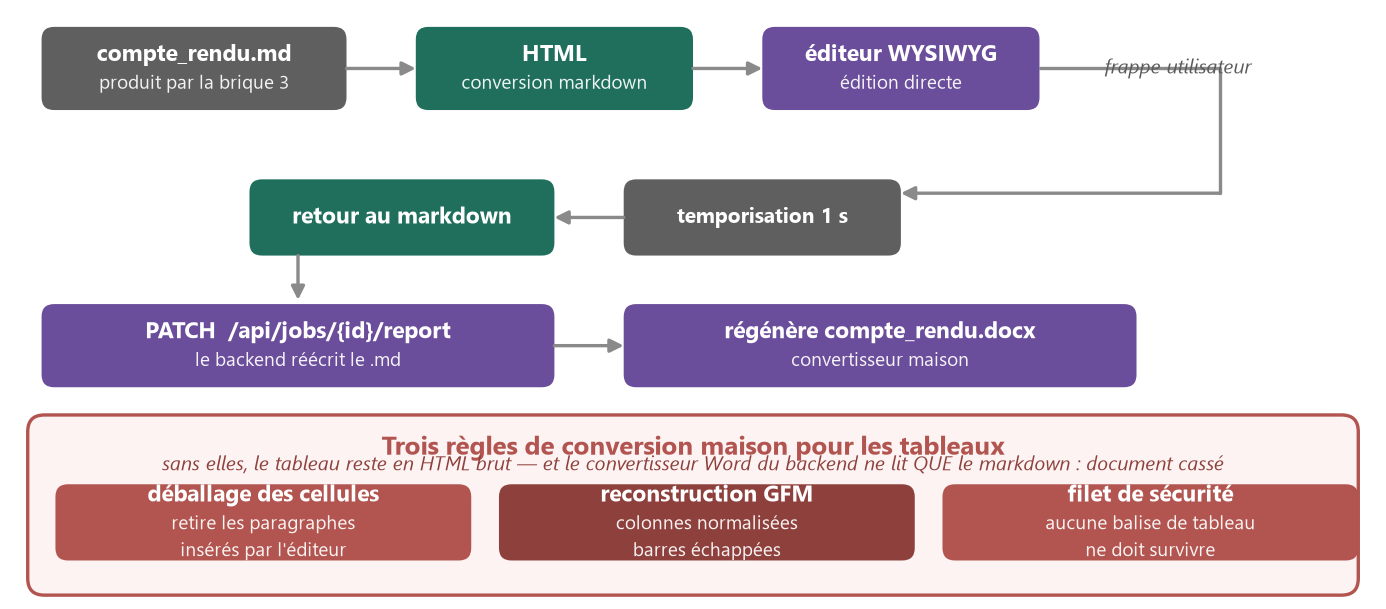 compte_rendu.md
produit par la brique 3
HTML
conversion markdown
éditeur WYSIWYG
édition directe
frappe utilisateur
retour au markdown
temporisation 1 s
PATCH /api/jobs/{id}/report
le backend réécrit le .md
régénère compte_rendu.docx
convertisseur maison
Trois règles de conversion maison pour les tableaux
sans elles, le tableau reste en HTML brut — et le convertisseur Word du backend ne lit QUE le markdown : document cassé
déballage des cellules
retire les paragraphes
insérés par l'éditeur
reconstruction GFM
colonnes normalisées
barres échappées
filet de sécurité
aucune balise de tableau
ne doit survivre